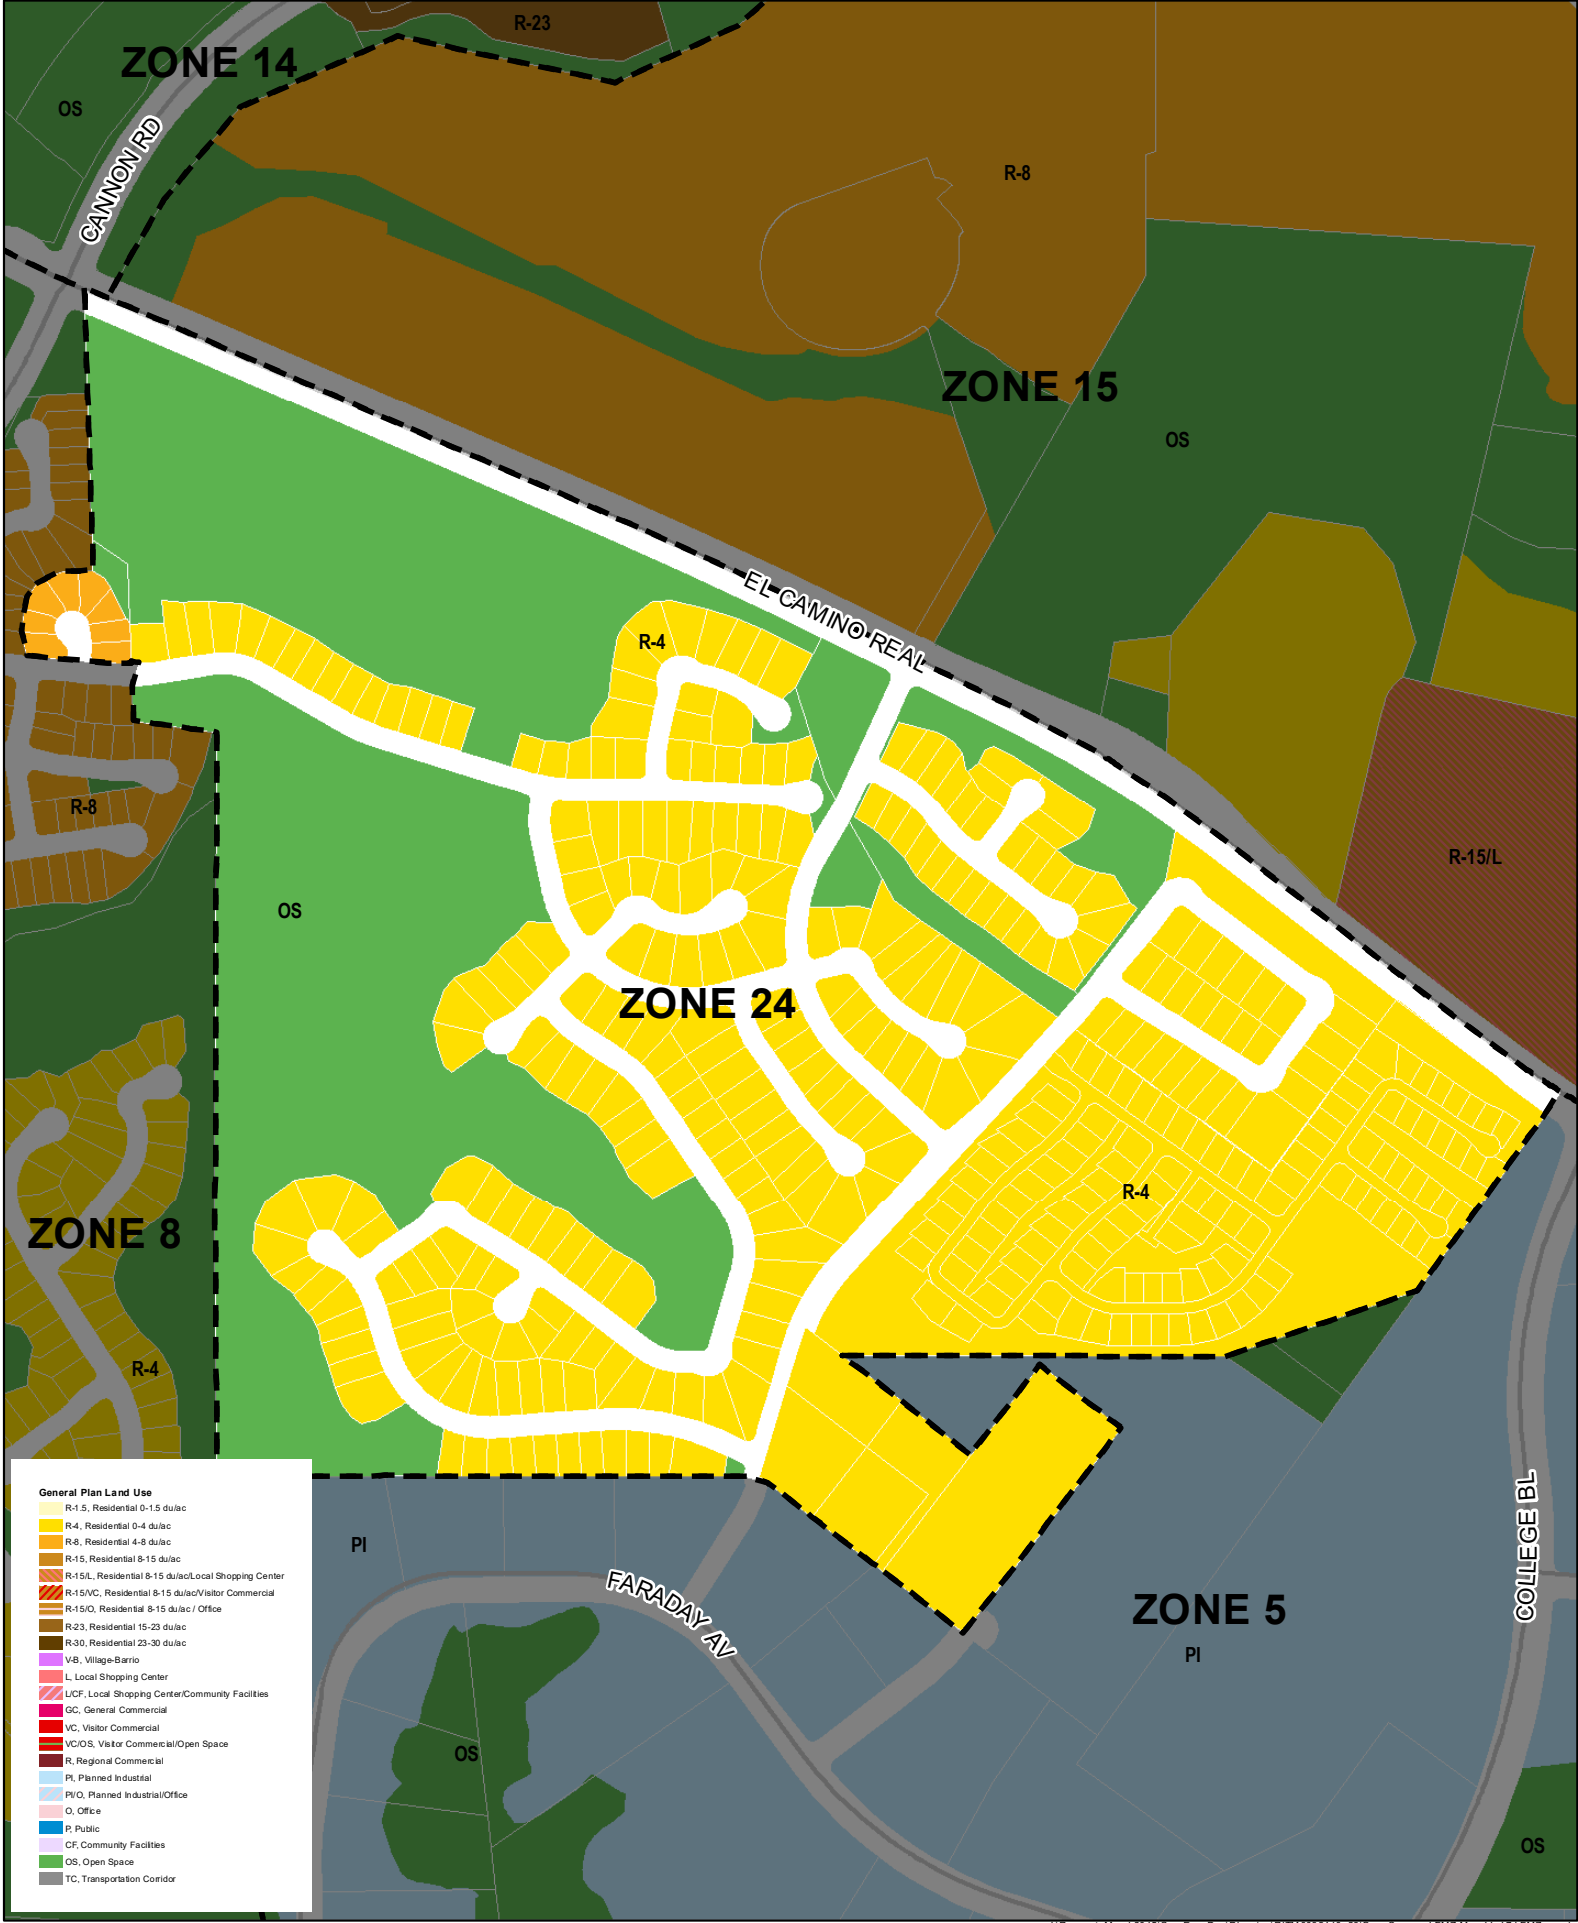 R-23
ZONE 14
OS
CANNON RD
R-8
ZONE 15
OS
EL CAMINO REAL
R-4
R-8
R-15/L
OS
ZONE 24
R-4
ZONE 8
R-4
General Plan Land Use
R-1.5, Residential 0-1.5 du/ac
R-4, Residential 0-4 du/ac
R-8, Residential 4-8 du/ac
R-15, Residential 8-15 du/ac
R-15/L, Residential 8-15 du/ac/Local Shopping Center
R-15/VC, Residential 8-15 du/ac/Visitor Commercial
R-15/O, Residential 8-15 du/ac / Office
R-23, Residential 15-23 du/ac
R-30, Residential 23-30 du/ac
V-B, Village-Barrio
L, Local Shopping Center
L/CF, Local Shopping Center/Community Facilities
GC, General Commercial
VC, Visitor Commercial
VC/OS, Visitor Commercial/Open Space
R, Regional Commercial
PI, Planned Industrial
PI/O, Planned Industrial/Office
O, Office
P, Public
CF, Community Facilities
OS, Open Space
TC, Transportation Corridor
PI
FARADAY AV
COLLEGE BL
ZONE 5
PI
OS
OS